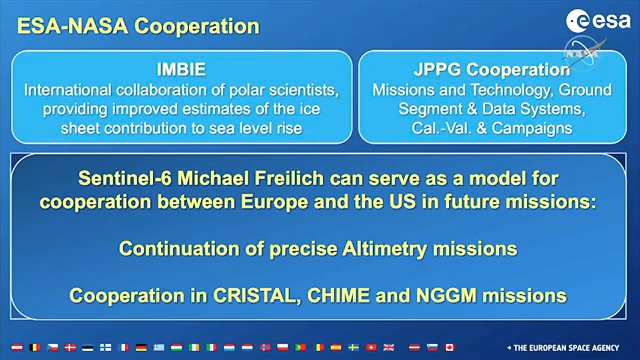 ESA-NASA Cooperation
esa
NASA
IMBIE
International collaboration of polar scientists,
providing improved estimates of the ice
sheet contribution to sea level rise
JPPG Cooperation
Missions and Technology, Ground
Segment & Data Systems,
Cal.-Val. & Campaigns
Sentinel-6 Michael Freilich can serve as a model for
cooperation between Europe and the US in future missions:
Continuation of precise Altimetry missions
Cooperation in CRISTAL, CHIME and NGGM missions
→ THE EUROPEAN SPACE AGENCY